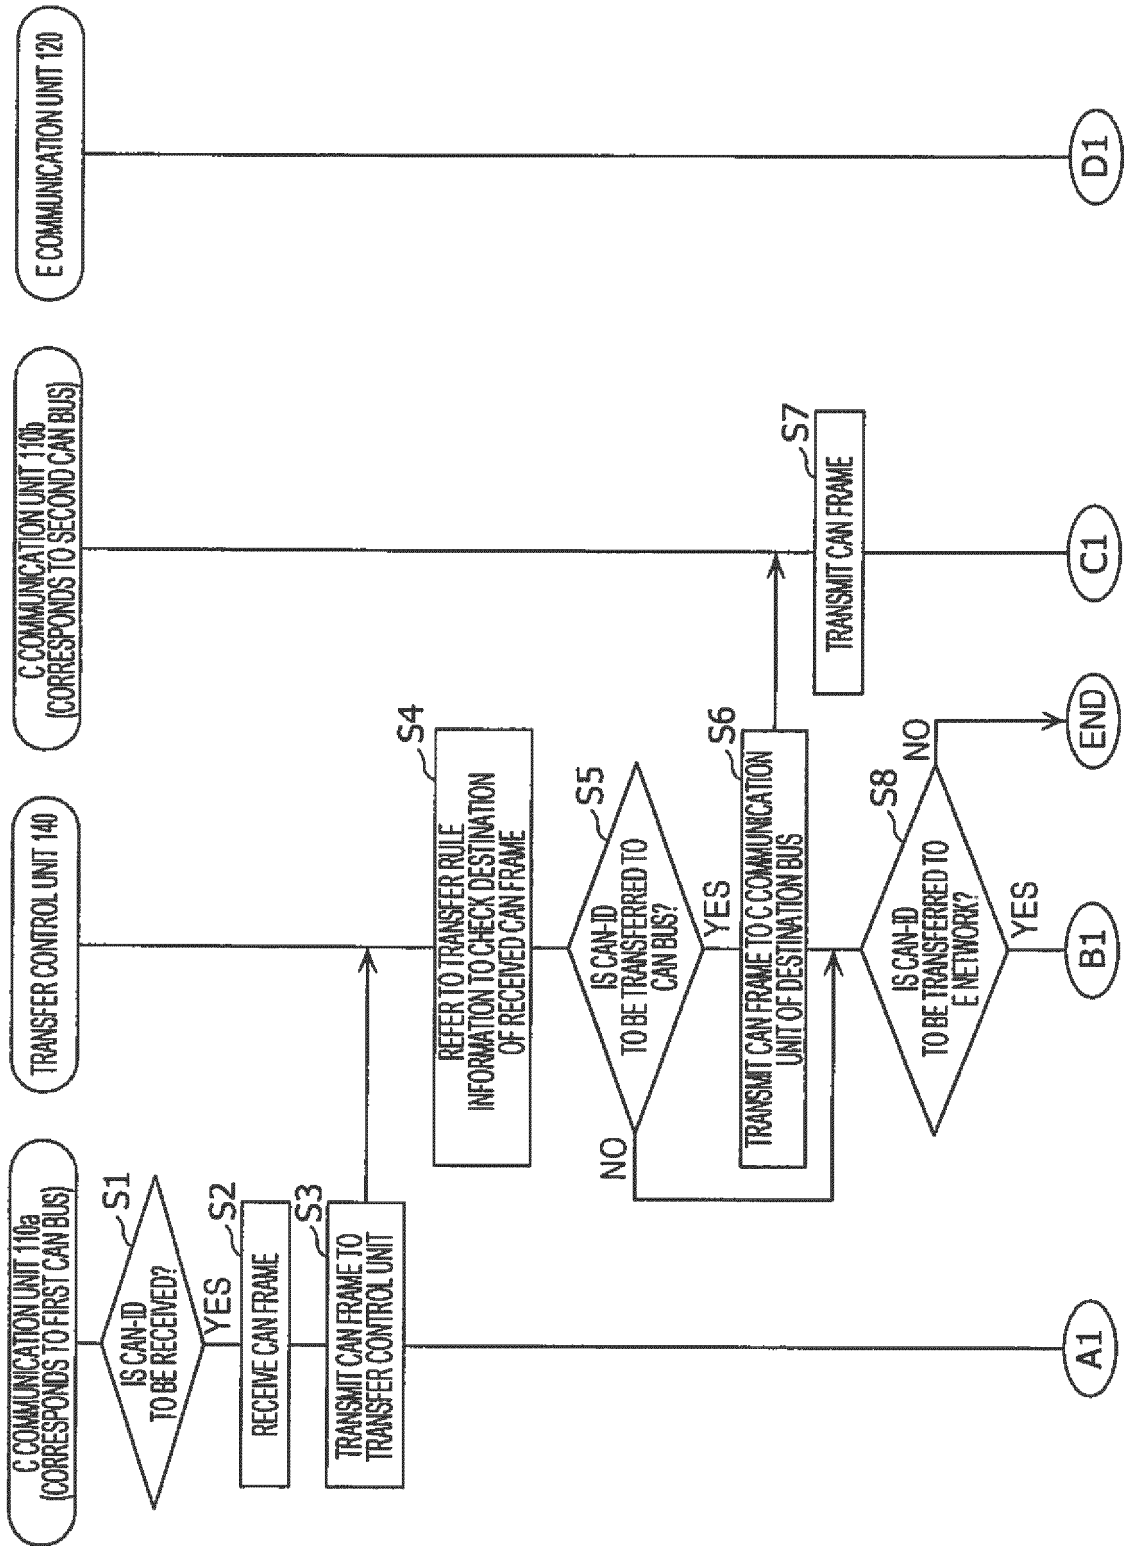 C COMMUNICATION UNIT 110a
(CORRESPONDS TO FIRST CAN BUS)
TRANSFER CONTROL UNIT 140
C COMMUNICATION UNIT 110b
(CORRESPONDS TO SECOND CAN BUS)
E COMMUNICATION UNIT 120
S1
IS CAN-ID
TO BE RECEIVED?
YES
S2
RECEIVE CAN FRAME
S3
TRANSMIT CAN FRAME TO
TRANSFER CONTROL UNIT
S4
REFER TO TRANSFER RULE
INFORMATION TO CHECK DESTINATION
OF RECEIVED CAN FRAME
S5
IS CAN-ID
TO BE TRANSFERRED TO
CAN BUS?
NO
YES
S6
TRANSMIT CAN FRAME TO C COMMUNICATION
UNIT OF DESTINATION BUS
S7
TRANSMIT CAN FRAME
S8
IS CAN-ID
TO BE TRANSFERRED TO
E NETWORK?
NO
YES
A1
B1
END
C1
D1